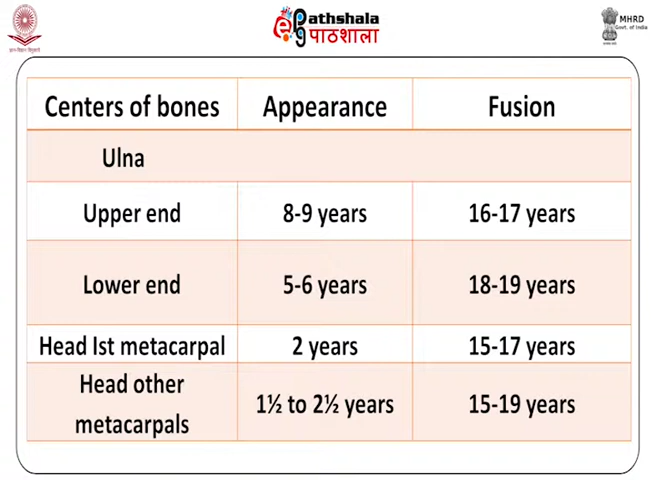 ePathshala
पाठशाला
MHRD
Govt. of India
ज्ञान-विज्ञान विमुक्तये
Centers of bones Appearance Fusion
Ulna
Upper end 8-9 years 16-17 years
Lower end 5-6 years 18-19 years
Head Ist metacarpal 2 years 15-17 years
Head other
metacarpals 1½ to 2½ years 15-19 years